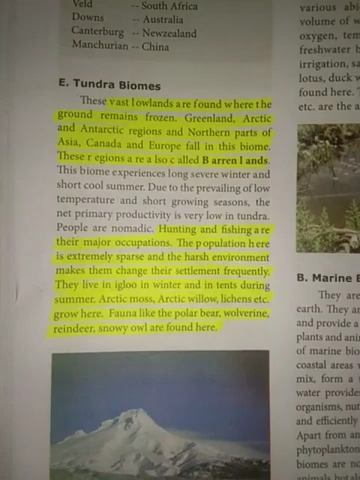 Veld -- South Africa
Downs -- Australia
Canterburg -- Newzealand
Manchurian -- China
E. Tundra Biomes
These vast lowlands are found where the
ground remains frozen. Greenland, Arctic
and Antarctic regions and Northern parts of
Asia, Canada and Europe fall in this biome.
These regions are also called Barren lands.
This biome experiences long severe winter and
short cool summer. Due to the prevailing of low
temperature and short growing seasons, the
net primary productivity is very low in tundra.
People are nomadic. Hunting and fishing are
their major occupations. The population here
is extremely sparse and the harsh environment
makes them change their settlement frequently.
They live in igloo in winter and in tents during
summer. Arctic moss, Arctic willow, lichens etc.
grow here. Fauna like the polar bear, wolverine,
reindeer, snowy owl are found here.
various abi
volume of w
oxygen, tem
freshwater b
irrigation, sa
lotus, duck w
found here. T
etc. are the a
B. Marine B
They are
earth. They ar
and provide a
plants and ani
of marine bio
coastal areas
mix, form a
water provide
organisms, nut
and efficiently
Apart from an
phytoplankton
biomes are no